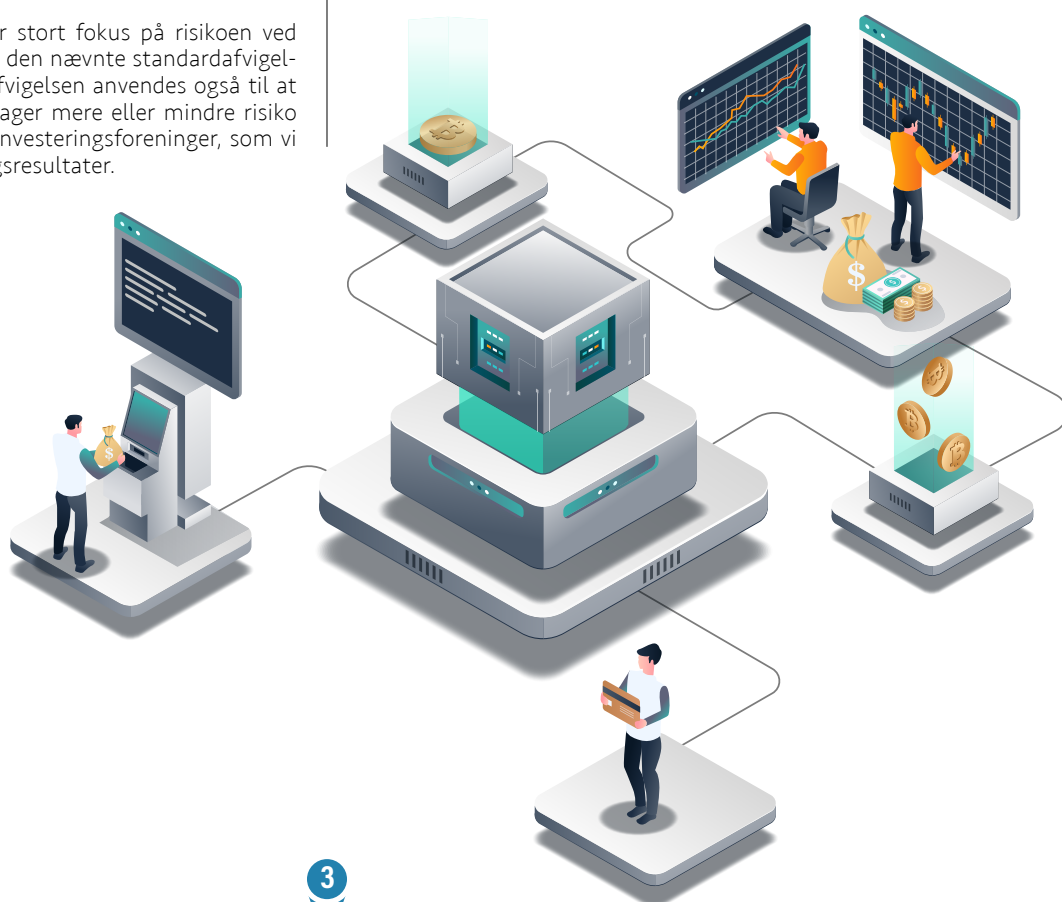 r stort fokus på risikoen ved
den nævnte standardafvigel-
fvigelsen anvendes også til at
ager mere eller mindre risiko
nvesteringsforeninger, som vi
gsresultater.
$
$
3